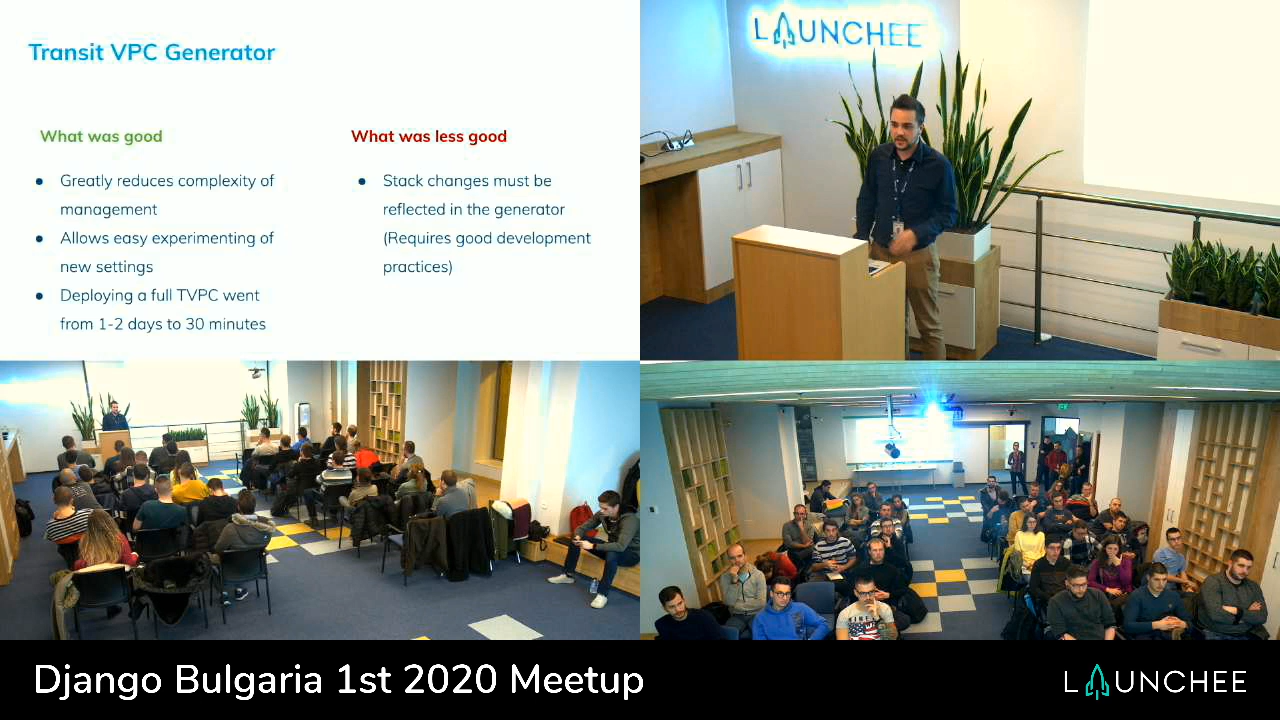 Transit VPC Generator
What was good
Greatly reduces complexity of
management
Allows easy experimenting of
new settings
Deploying a full TVPC went
from 1-2 days to 30 minutes
What was less good
Stack changes must be
reflected in the generator
(Requires good development
practices)
LAUNCHEE
Django Bulgaria 1st 2020 Meetup
LAUNCHEE